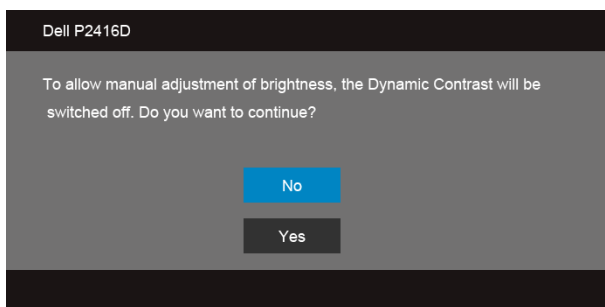 Dell P2416D
To allow manual adjustment of brightness, the Dynamic Contrast will be
switched off. Do you want to continue?
No
Yes